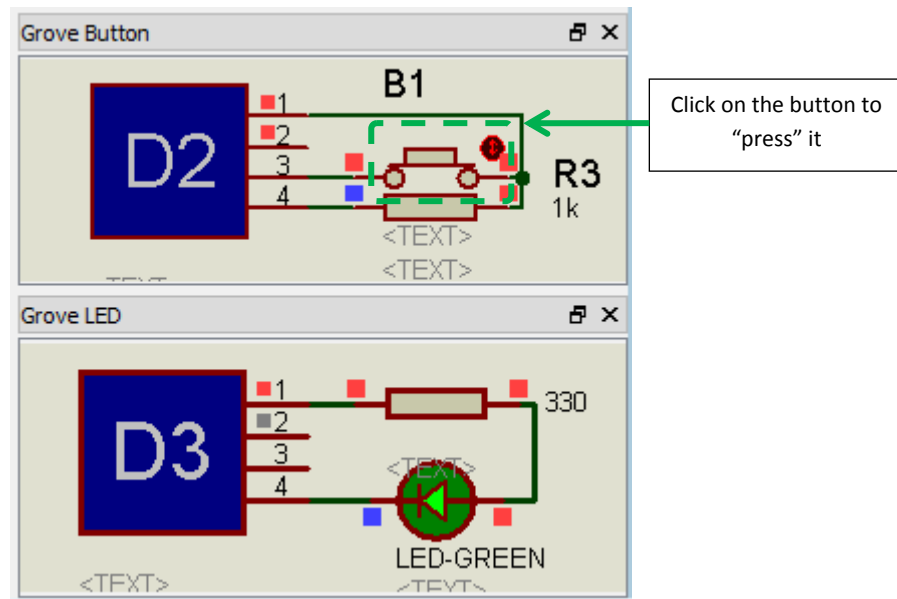 Grove Button
B1
Click on the button to
“press” it
D2
1
2
3
4
R3
1k
<TEXT>
<TEXT>
Grove LED
D3
1
2
3
4
330
<TEXT>
LED-GREEN
<TEXT>
<TEXT>